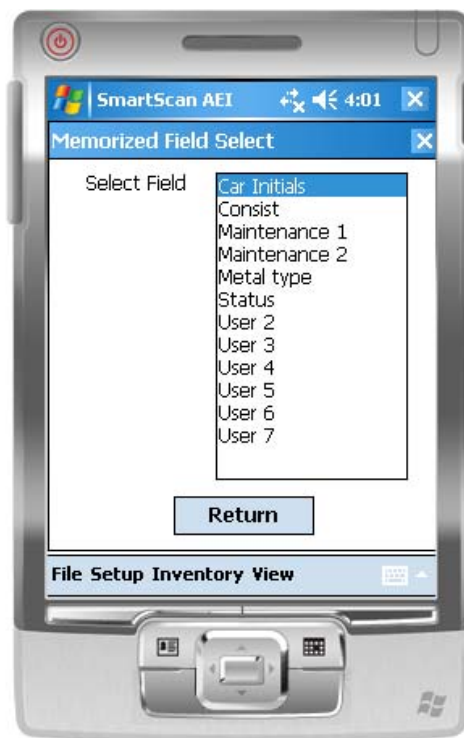 SmartScan AEI 4:01
Memorized Field Select
Select Field
Car Initials
Consist
Maintenance 1
Maintenance 2
Metal type
Status
User 2
User 3
User 4
User 5
User 6
User 7
Return
File Setup Inventory View